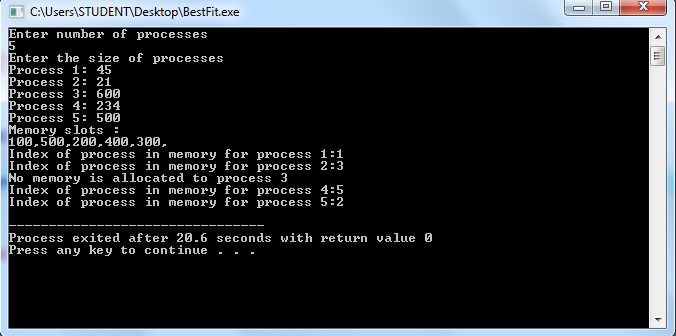 C:\Users\STUDENT\Desktop\BestFit.exe
Enter number of processes
5
Enter the size of processes
Process 1: 45
Process 2: 21
Process 3: 600
Process 4: 234
Process 5: 500
Memory slots :
100,500,200,400,300,
Index of process in memory for process 1:1
Index of process in memory for process 2:3
No memory is allocated to process 3
Index of process in memory for process 4:5
Index of process in memory for process 5:2
--------------------------------
Process exited after 20.6 seconds with return value 0
Press any key to continue . . .